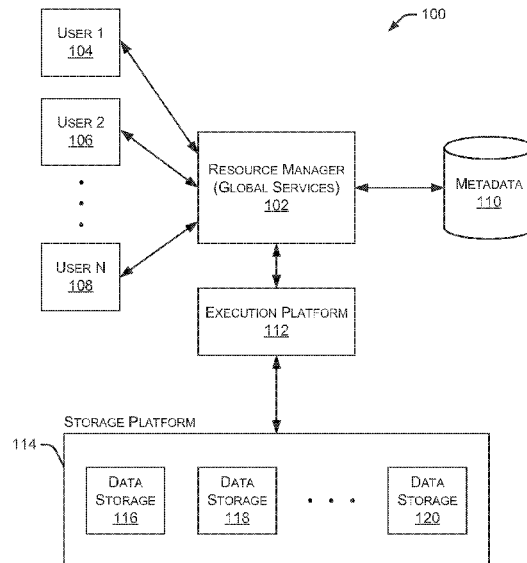 100
USER 1
104
USER 2
106
USER N
108
RESOURCE MANAGER
(GLOBAL SERVICES)
102
METADATA
110
EXECUTION PLATFORM
112
STORAGE PLATFORM
114
DATA
STORAGE
116
DATA
STORAGE
118
DATA
STORAGE
120